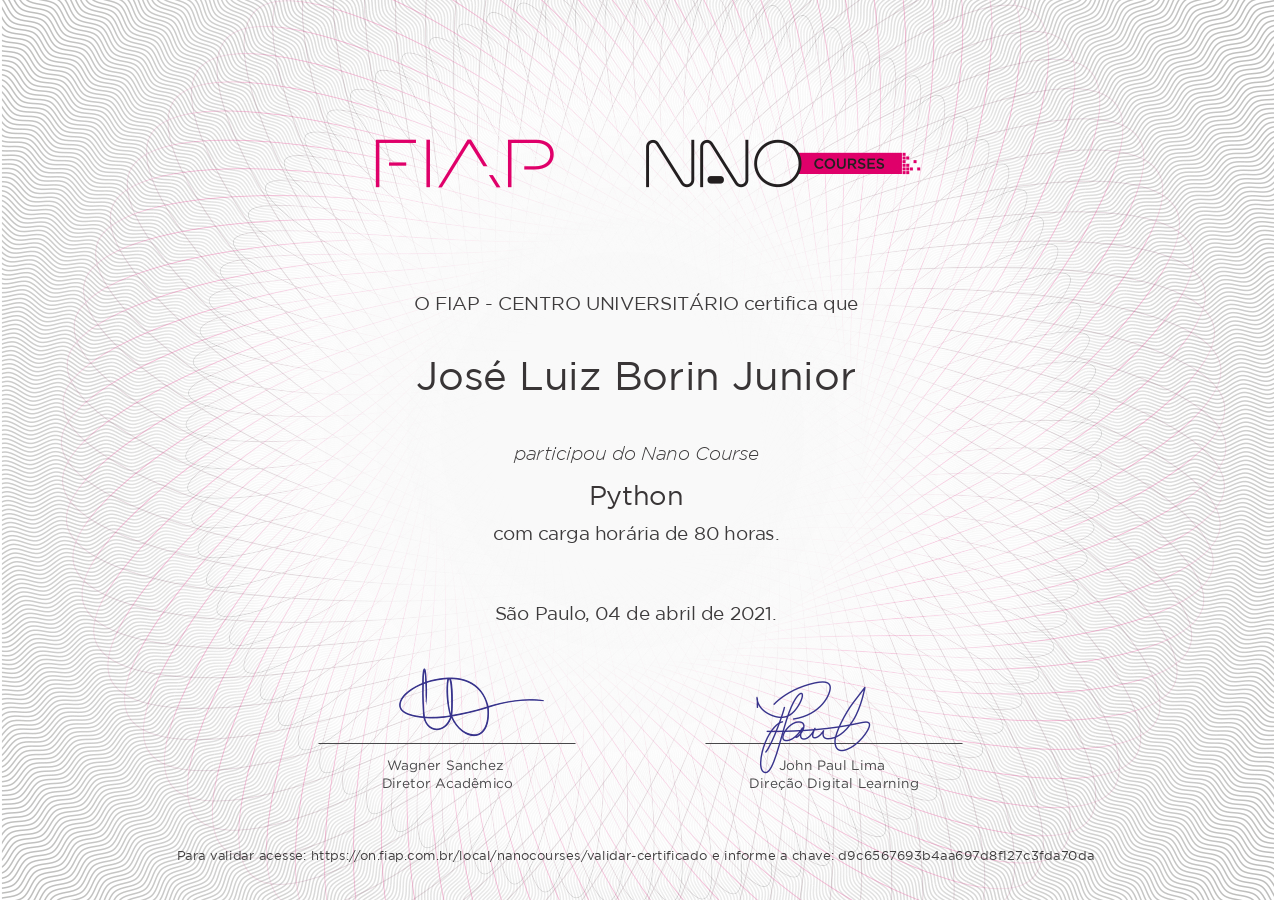 FIAP NANO COURSES
O FIAP - CENTRO UNIVERSITÁRIO certifica que
José Luiz Borin Junior
participou do Nano Course
Python
com carga horária de 80 horas.
São Paulo, 04 de abril de 2021.
Wagner Sanchez
Diretor Acadêmico
John Paul Lima
Direção Digital Learning
Para validar acesse: https://on.fiap.com.br/local/nanocourses/validar-certificado e informe a chave: d9c6567693b4aa697d8f127c3fda70da